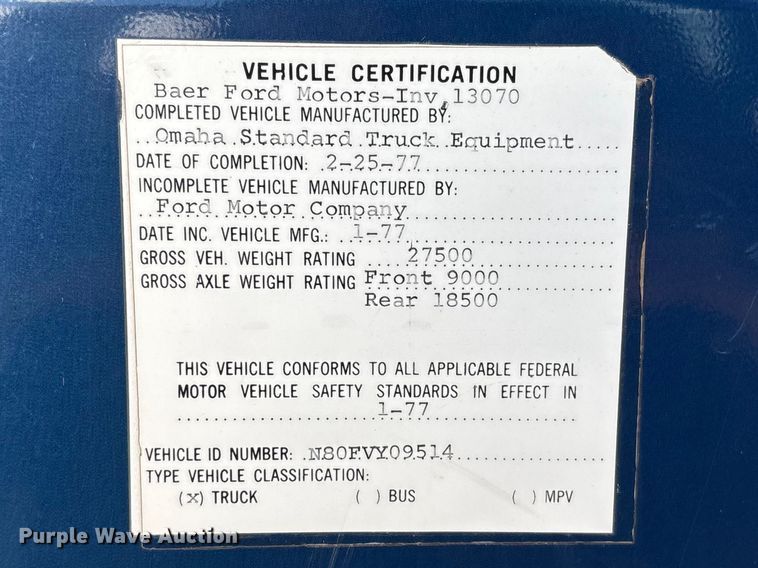 VEHICLE CERTIFICATION
Baer Ford Motors-Inv.13070
COMPLETED VEHICLE MANUFACTURED BY:
Omaha Standard Truck Equipment
DATE OF COMPLETION: 2-25-77
INCOMPLETE VEHICLE MANUFACTURED BY:
Ford Motor Company
DATE INC. VEHICLE MFG.: 1-77
GROSS VEH. WEIGHT RATING 27500
GROSS AXLE WEIGHT RATING Front 9000
Rear 18500
THIS VEHICLE CONFORMS TO ALL APPLICABLE FEDERAL
MOTOR VEHICLE SAFETY STANDARDS IN EFFECT IN
1-77
VEHICLE ID NUMBER: N80FVY09514
TYPE VEHICLE CLASSIFICATION:
(x) TRUCK ( ) BUS ( ) MPV
Purple Wave Auction